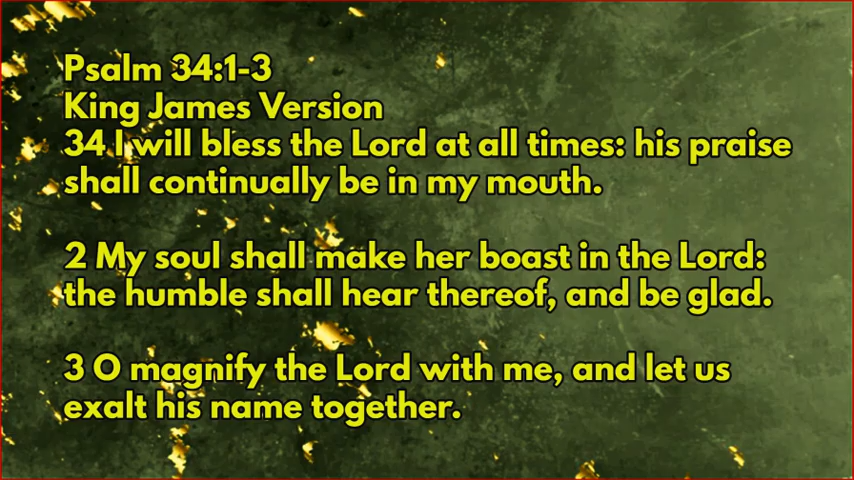 Psalm 34:1-3
King James Version
34 I will bless the Lord at all times: his praise
shall continually be in my mouth.
2 My soul shall make her boast in the Lord:
the humble shall hear thereof, and be glad.
3 O magnify the Lord with me, and let us
exalt his name together.